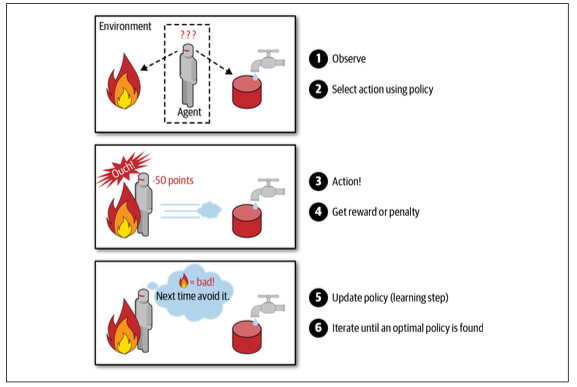 Environment
???
Agent
1 Observe
2 Select action using policy
Ouch!
-50 points
3 Action!
4 Get reward or penalty
= bad!
Next time avoid it.
5 Update policy (learning step)
6 Iterate until an optimal policy is found